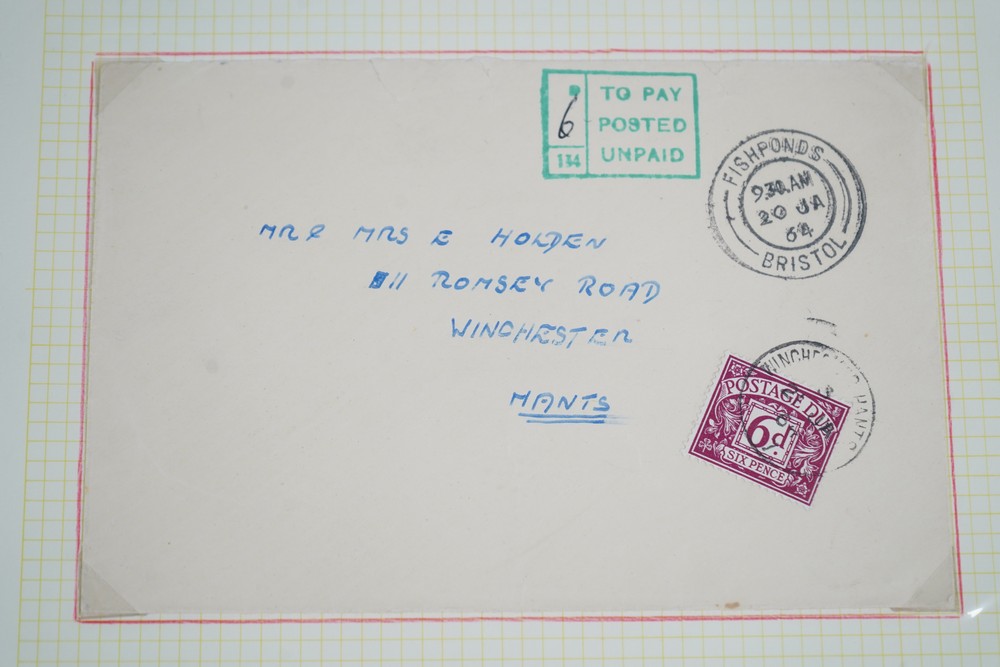 6
134
TO PAY
POSTED
UNPAID
FISHPONDS
9.30.AM
20 JA
64
BRISTOL
MR & MRS E HOLDEN
11 ROMSEY ROAD
WINCHESTER
HANTS
HANTS
POSTAGE DUE
6d.
SIX PENCE